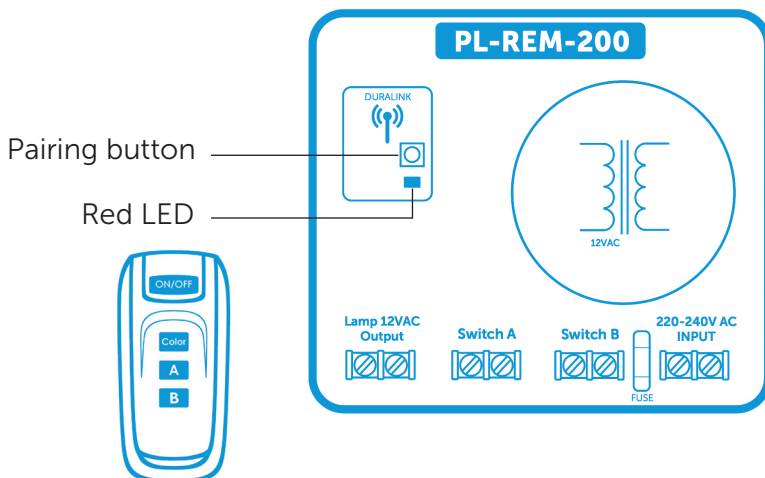 PL-REM-200
DURALINK
Pairing button
Red LED
12VAC
ON/OFF
Color
A
B
Lamp 12VAC
Output
Switch A
Switch B
220-240V AC
INPUT
FUSE